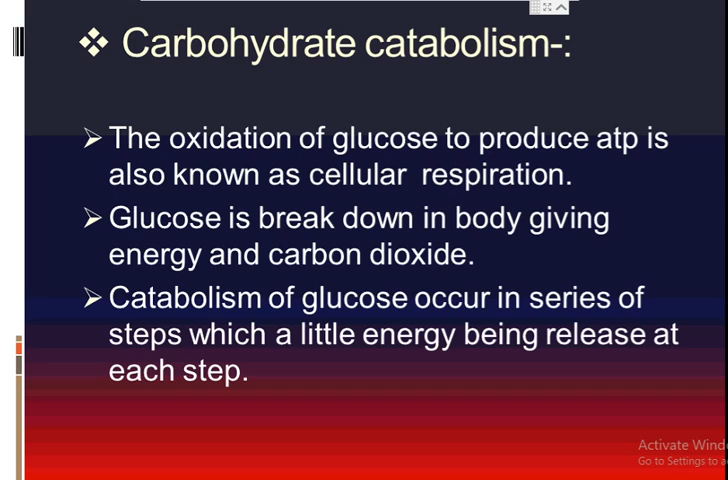 ❖ Carbohydrate catabolism-:
➢ The oxidation of glucose to produce atp is
also known as cellular respiration.
➢ Glucose is break down in body giving
energy and carbon dioxide.
➢ Catabolism of glucose occur in series of
steps which a little energy being release at
each step.
Activate Wind
Go to Settings to a